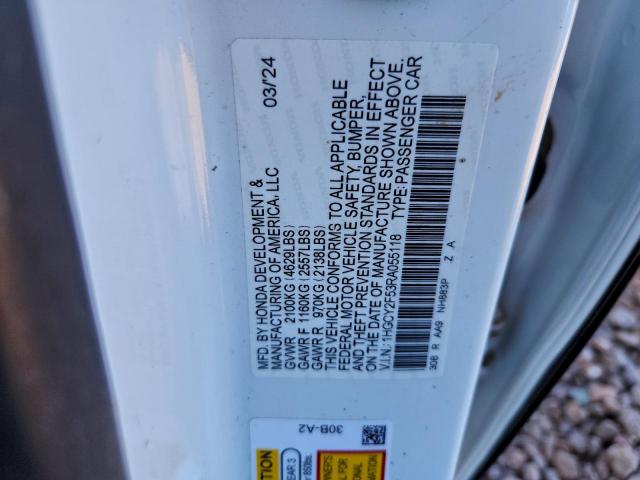 MFD. BY HONDA DEVELOPMENT & 03/'24
MANUFACTURING OF AMERICA, LLC
GVWR 2100KG (4629LBS)
GAWR F 1160KG (2557LBS)
GAWR R 970KG (2138LBS)
THIS VEHICLE CONFORMS TO ALL APPLICABLE
FEDERAL MOTOR VEHICLE SAFETY, BUMPER,
AND THEFT PREVENTION STANDARDS IN EFFECT
ON THE DATE OF MANUFACTURE SHOWN ABOVE.
V.I.N.: 1HGCY2F53RA055118 TYPE: PASSENGER CAR
30B R AA9 NH883P Z A
30B-A2
EAR 3